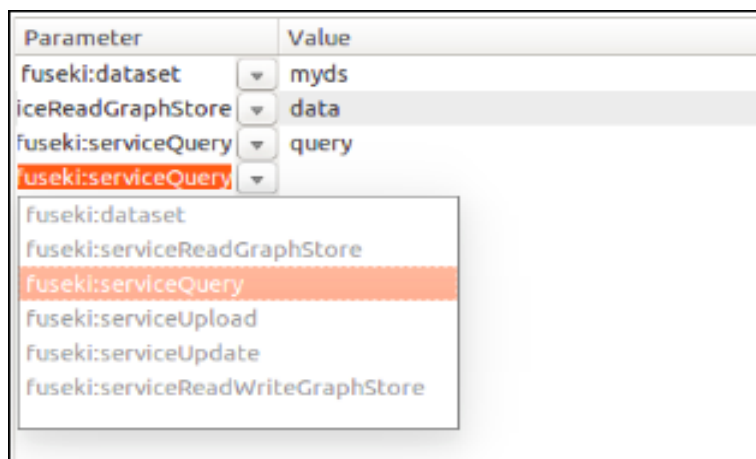 Parameter Value
fuseki:dataset myds
iceReadGraphStore data
fuseki:serviceQuery query
fuseki:serviceQuery
fuseki:dataset
fuseki:serviceReadGraphStore
fuseki:serviceQuery
fuseki:serviceUpload
fuseki:serviceUpdate
fuseki:serviceReadWriteGraphStore